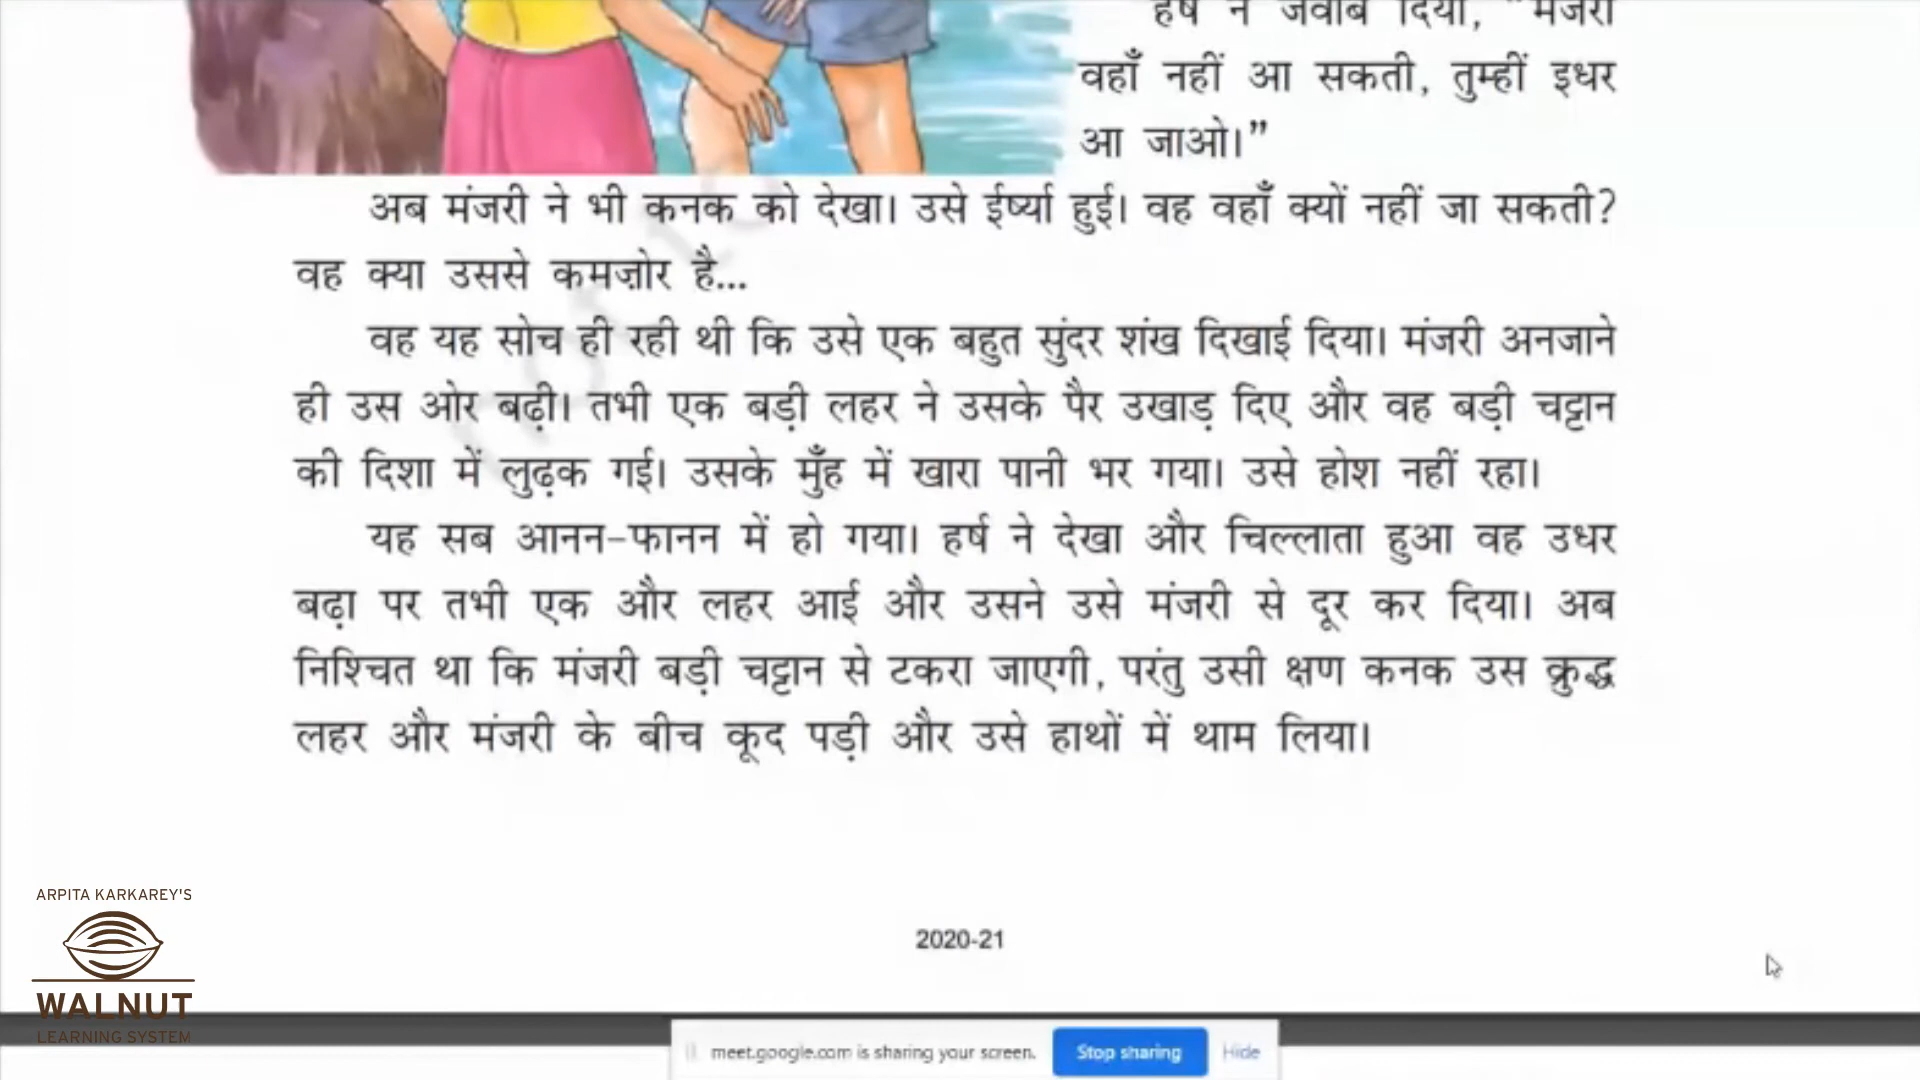 हर्ष ने जवाब दिया, “मंजरी
वहाँ नहीं आ सकती, तुम्हीं इधर
आ जाओ।”
अब मंजरी ने भी कनक को देखा। उसे ईर्ष्या हुई। वह वहाँ क्यों नहीं जा सकती?
वह क्या उससे कमज़ोर है...
वह यह सोच ही रही थी कि उसे एक बहुत सुंदर शंख दिखाई दिया। मंजरी अनजाने
ही उस ओर बढ़ी। तभी एक बड़ी लहर ने उसके पैर उखाड़ दिए और वह बड़ी चट्टान
की दिशा में लुढ़क गई। उसके मुँह में खारा पानी भर गया। उसे होश नहीं रहा।
यह सब आनन-फानन में हो गया। हर्ष ने देखा और चिल्लाता हुआ वह उधर
बढ़ा पर तभी एक और लहर आई और उसने उसे मंजरी से दूर कर दिया। अब
निश्चित था कि मंजरी बड़ी चट्टान से टकरा जाएगी, परंतु उसी क्षण कनक उस क्रुद्ध
लहर और मंजरी के बीच कूद पड़ी और उसे हाथों में थाम लिया।
2020-21
ARPITA KARKAREY'S
WALNUT
LEARNING SYSTEM
meet.google.com is sharing your screen. Stop sharing Hide